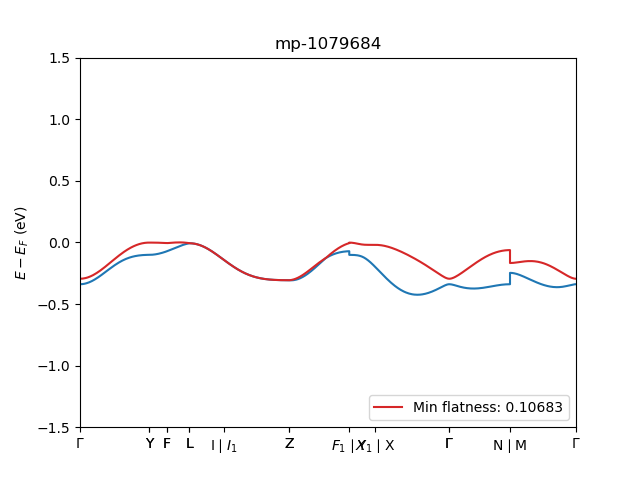 mp-1079684
E − E_F (eV)
1.5
1.0
0.5
0.0
−0.5
−1.0
−1.5
Min flatness: 0.10683
Γ Y F L I | I₁ Z F₁ | Y X₁ | X Γ N | M Γ